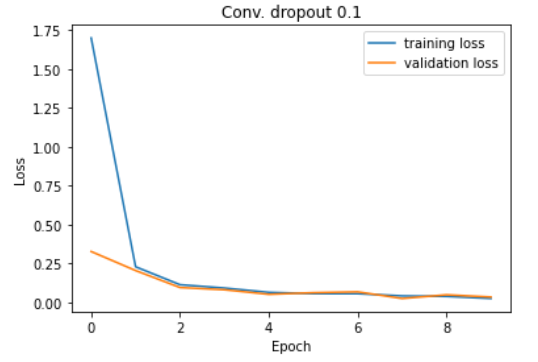 Conv. dropout 0.1
1.75
1.50
1.25
1.00
0.75
0.50
0.25
0.00
Loss
training loss
validation loss
0 2 4 6 8
Epoch